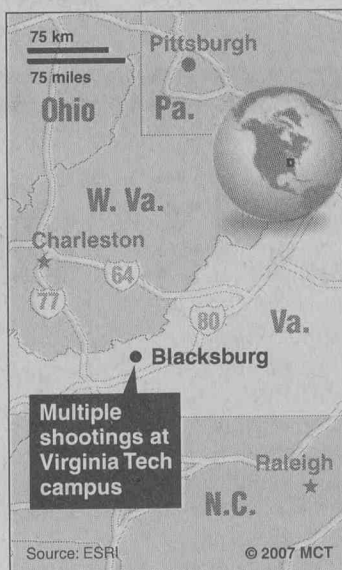 75 km
75 miles
Pittsburgh
Ohio
Pa.
W. Va.
Charleston
64
77
80
Va.
Blacksburg
Multiple
shootings at
Virginia Tech
campus
Raleigh
N.C.
Source: ESRI
© 2007 MCT